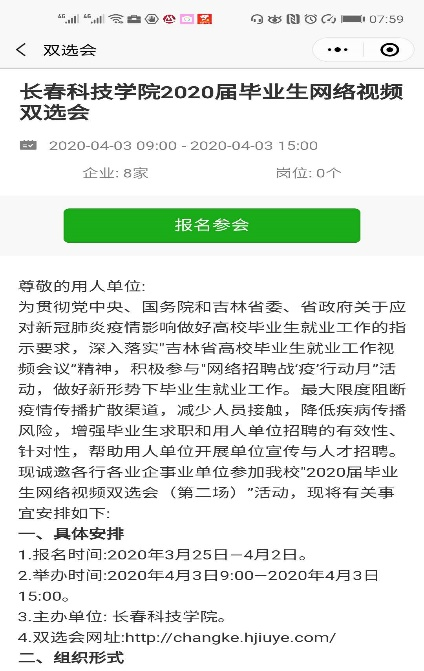 07:59
双选会
长春科技学院2020届毕业生网络视频
双选会
2020-04-03 09:00 - 2020-04-03 15:00
企业: 8家 岗位: 0个
报名参会
尊敬的用人单位:
为贯彻党中央、国务院和吉林省委、省政府关于应
对新冠肺炎疫情影响做好高校毕业生就业工作的指
示要求，深入落实"吉林省高校毕业生就业工作视
频会议"精神，积极参与"网络招聘战‘疫’行动月”活
动，做好新形势下毕业生就业工作。最大限度阻断
疫情传播扩散渠道，减少人员接触，降低疾病传播
风险，增强毕业生求职和用人单位招聘的有效性、
针对性，帮助用人单位开展单位宣传与人才招聘。
现诚邀各行各业企事业单位参加我校"2020届毕业
生网络视频双选会（第二场）”活动，现将有关事
宜安排如下:
一、具体安排
1.报名时间:2020年3月25日—4月2日。
2.举办时间:2020年4月3日9:00—2020年4月3日
15:00。
3.主办单位: 长春科技学院。
4.双选会网址:http://changke.hjiuye.com/
二、组织形式